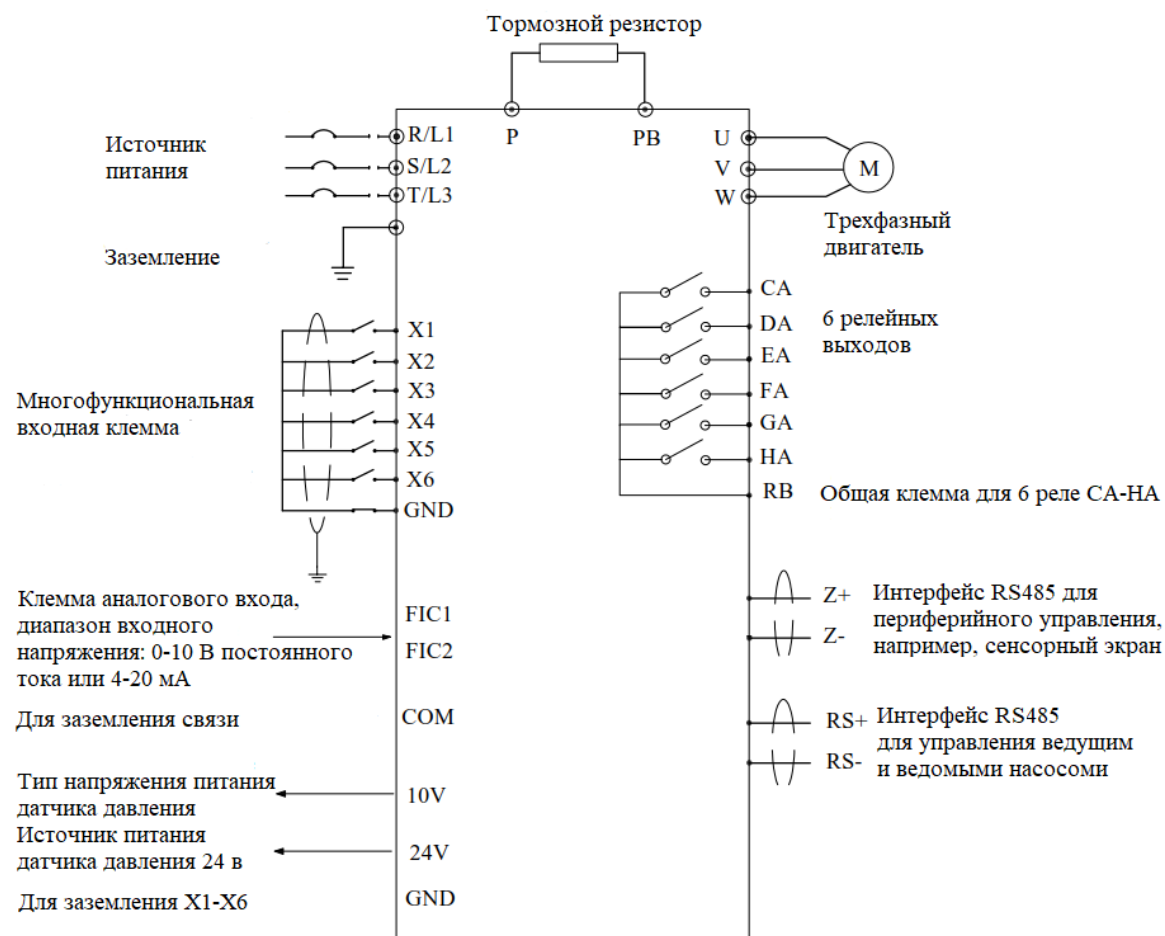 Тормозной резистор
P
PB
Источник
питания
R/L1
S/L2
T/L3
U
V
W
M
Трехфазный
двигатель
Заземление
Многофункциональная
входная клемма
X1
X2
X3
X4
X5
X6
GND
CA
DA
EA
FA
GA
HA
RB
6 релейных
выходов
Общая клемма для 6 реле CA-HA
Клемма аналогового входа,
диапазон входного
напряжения: 0-10 В постоянного
тока или 4-20 мА
FIC1
FIC2
Для заземления связи
COM
Тип напряжения питания
датчика давления
10V
Источник питания
датчика давления 24 в
24V
Для заземления X1-X6
GND
Z+
Z-
Интерфейс RS485 для
периферийного управления,
например, сенсорный экран
RS+
RS-
Интерфейс RS485
для управления ведущим
и ведомыми насосоми